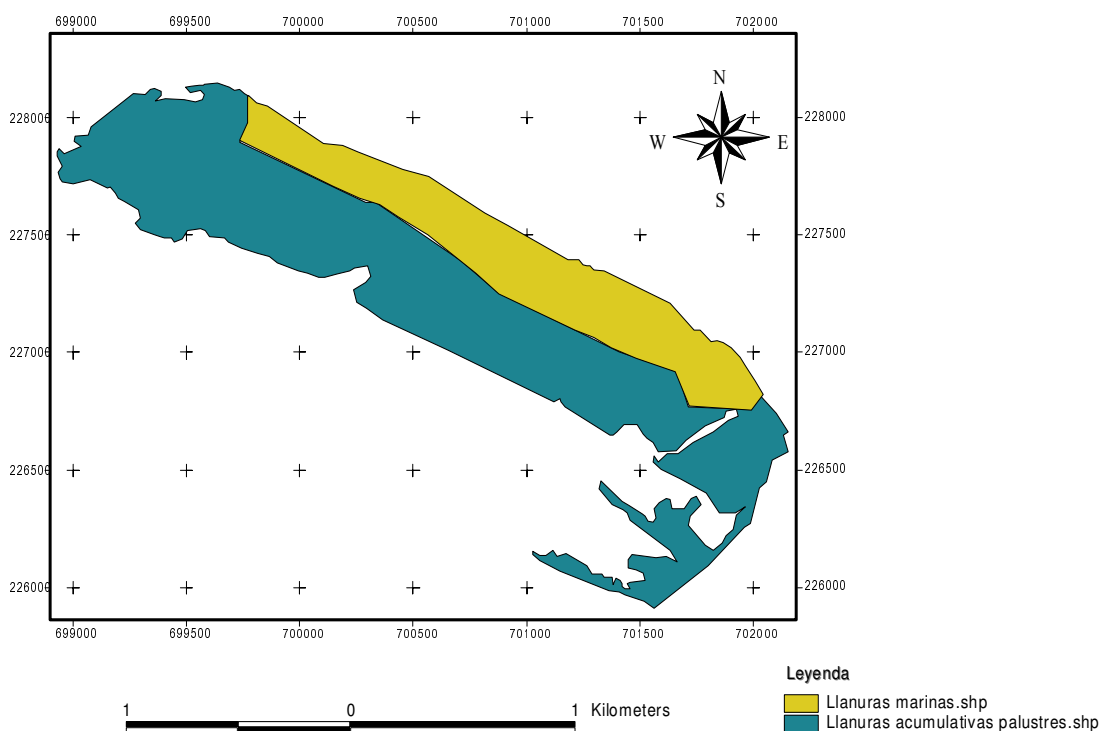 699000 699500 700000 700500 701000 701500 702000
N
228000 228000
W E
S
227500 227500
227000 227000
226500 226500
226000 226000
699000 699500 700000 700500 701000 701500 702000
Leyenda
1 0 1 Kilometers
Llanuras marinas.shp
Llanuras acumulativas palustres.shp